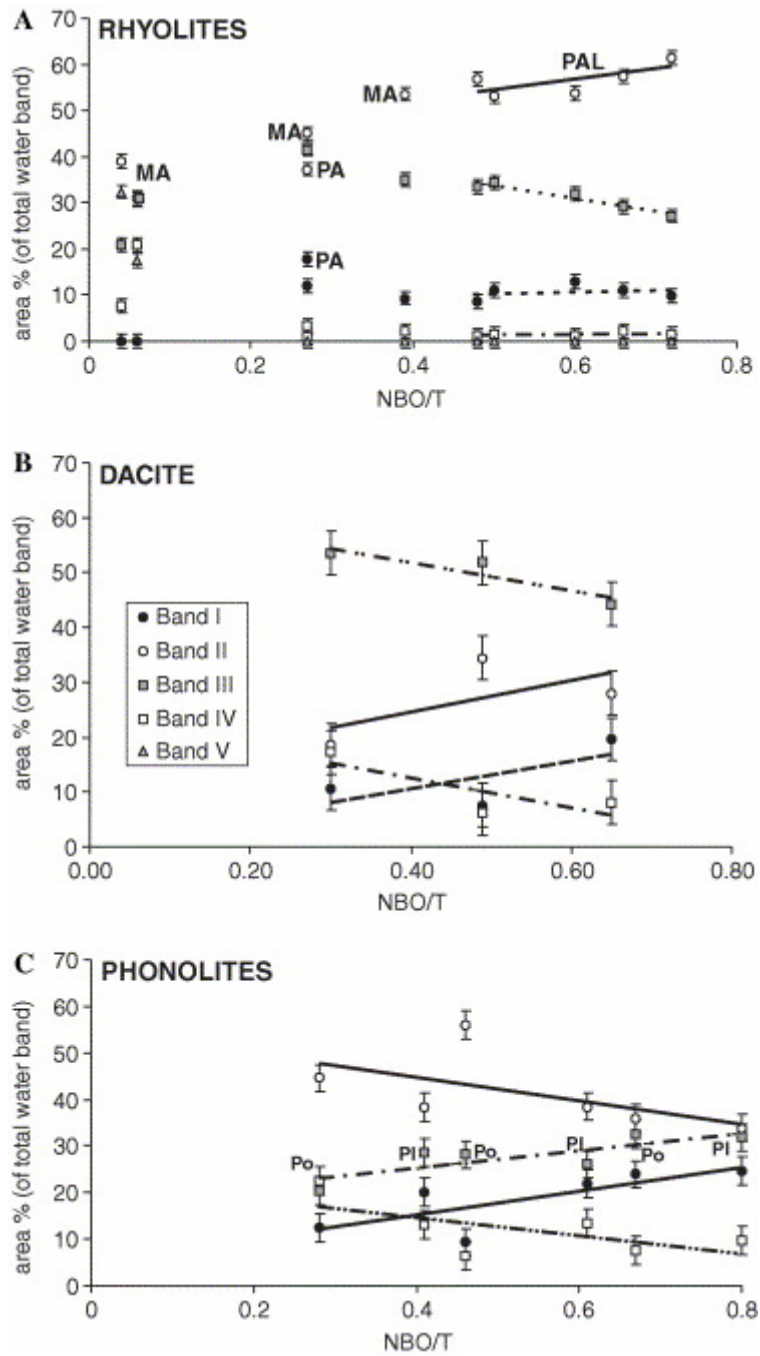 A RHYOLITES
area % (of total water band)
70
60
50
40
30
20
10
0
MA
MA
PA
PA
MA
PAL
0 0.2 0.4 0.6 0.8
NBO/T
B DACITE
area % (of total water band)
70
60
50
40
30
20
10
0
Band I
Band II
Band III
Band IV
Band V
0.00 0.20 0.40 0.60 0.80
NBO/T
C PHONOLITES
area % (of total water band)
70
60
50
40
30
20
10
0
Po Pl Po Pl Po Pl
0 0.2 0.4 0.6 0.8
NBO/T